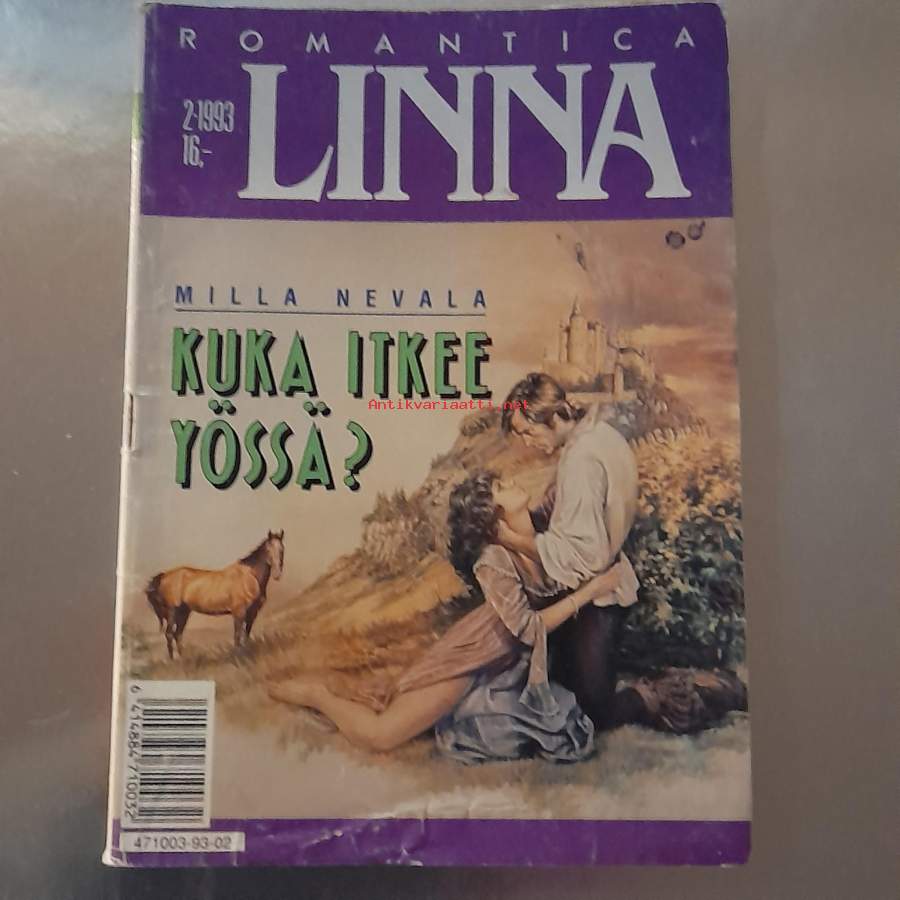 ROMANTICA
LINNA
2·1993
16,-
MILLA NEVALA
KUKA ITKEE
YÖSSÄ?
Antikvariaatti.net
6 414884 710032
471003-93-02